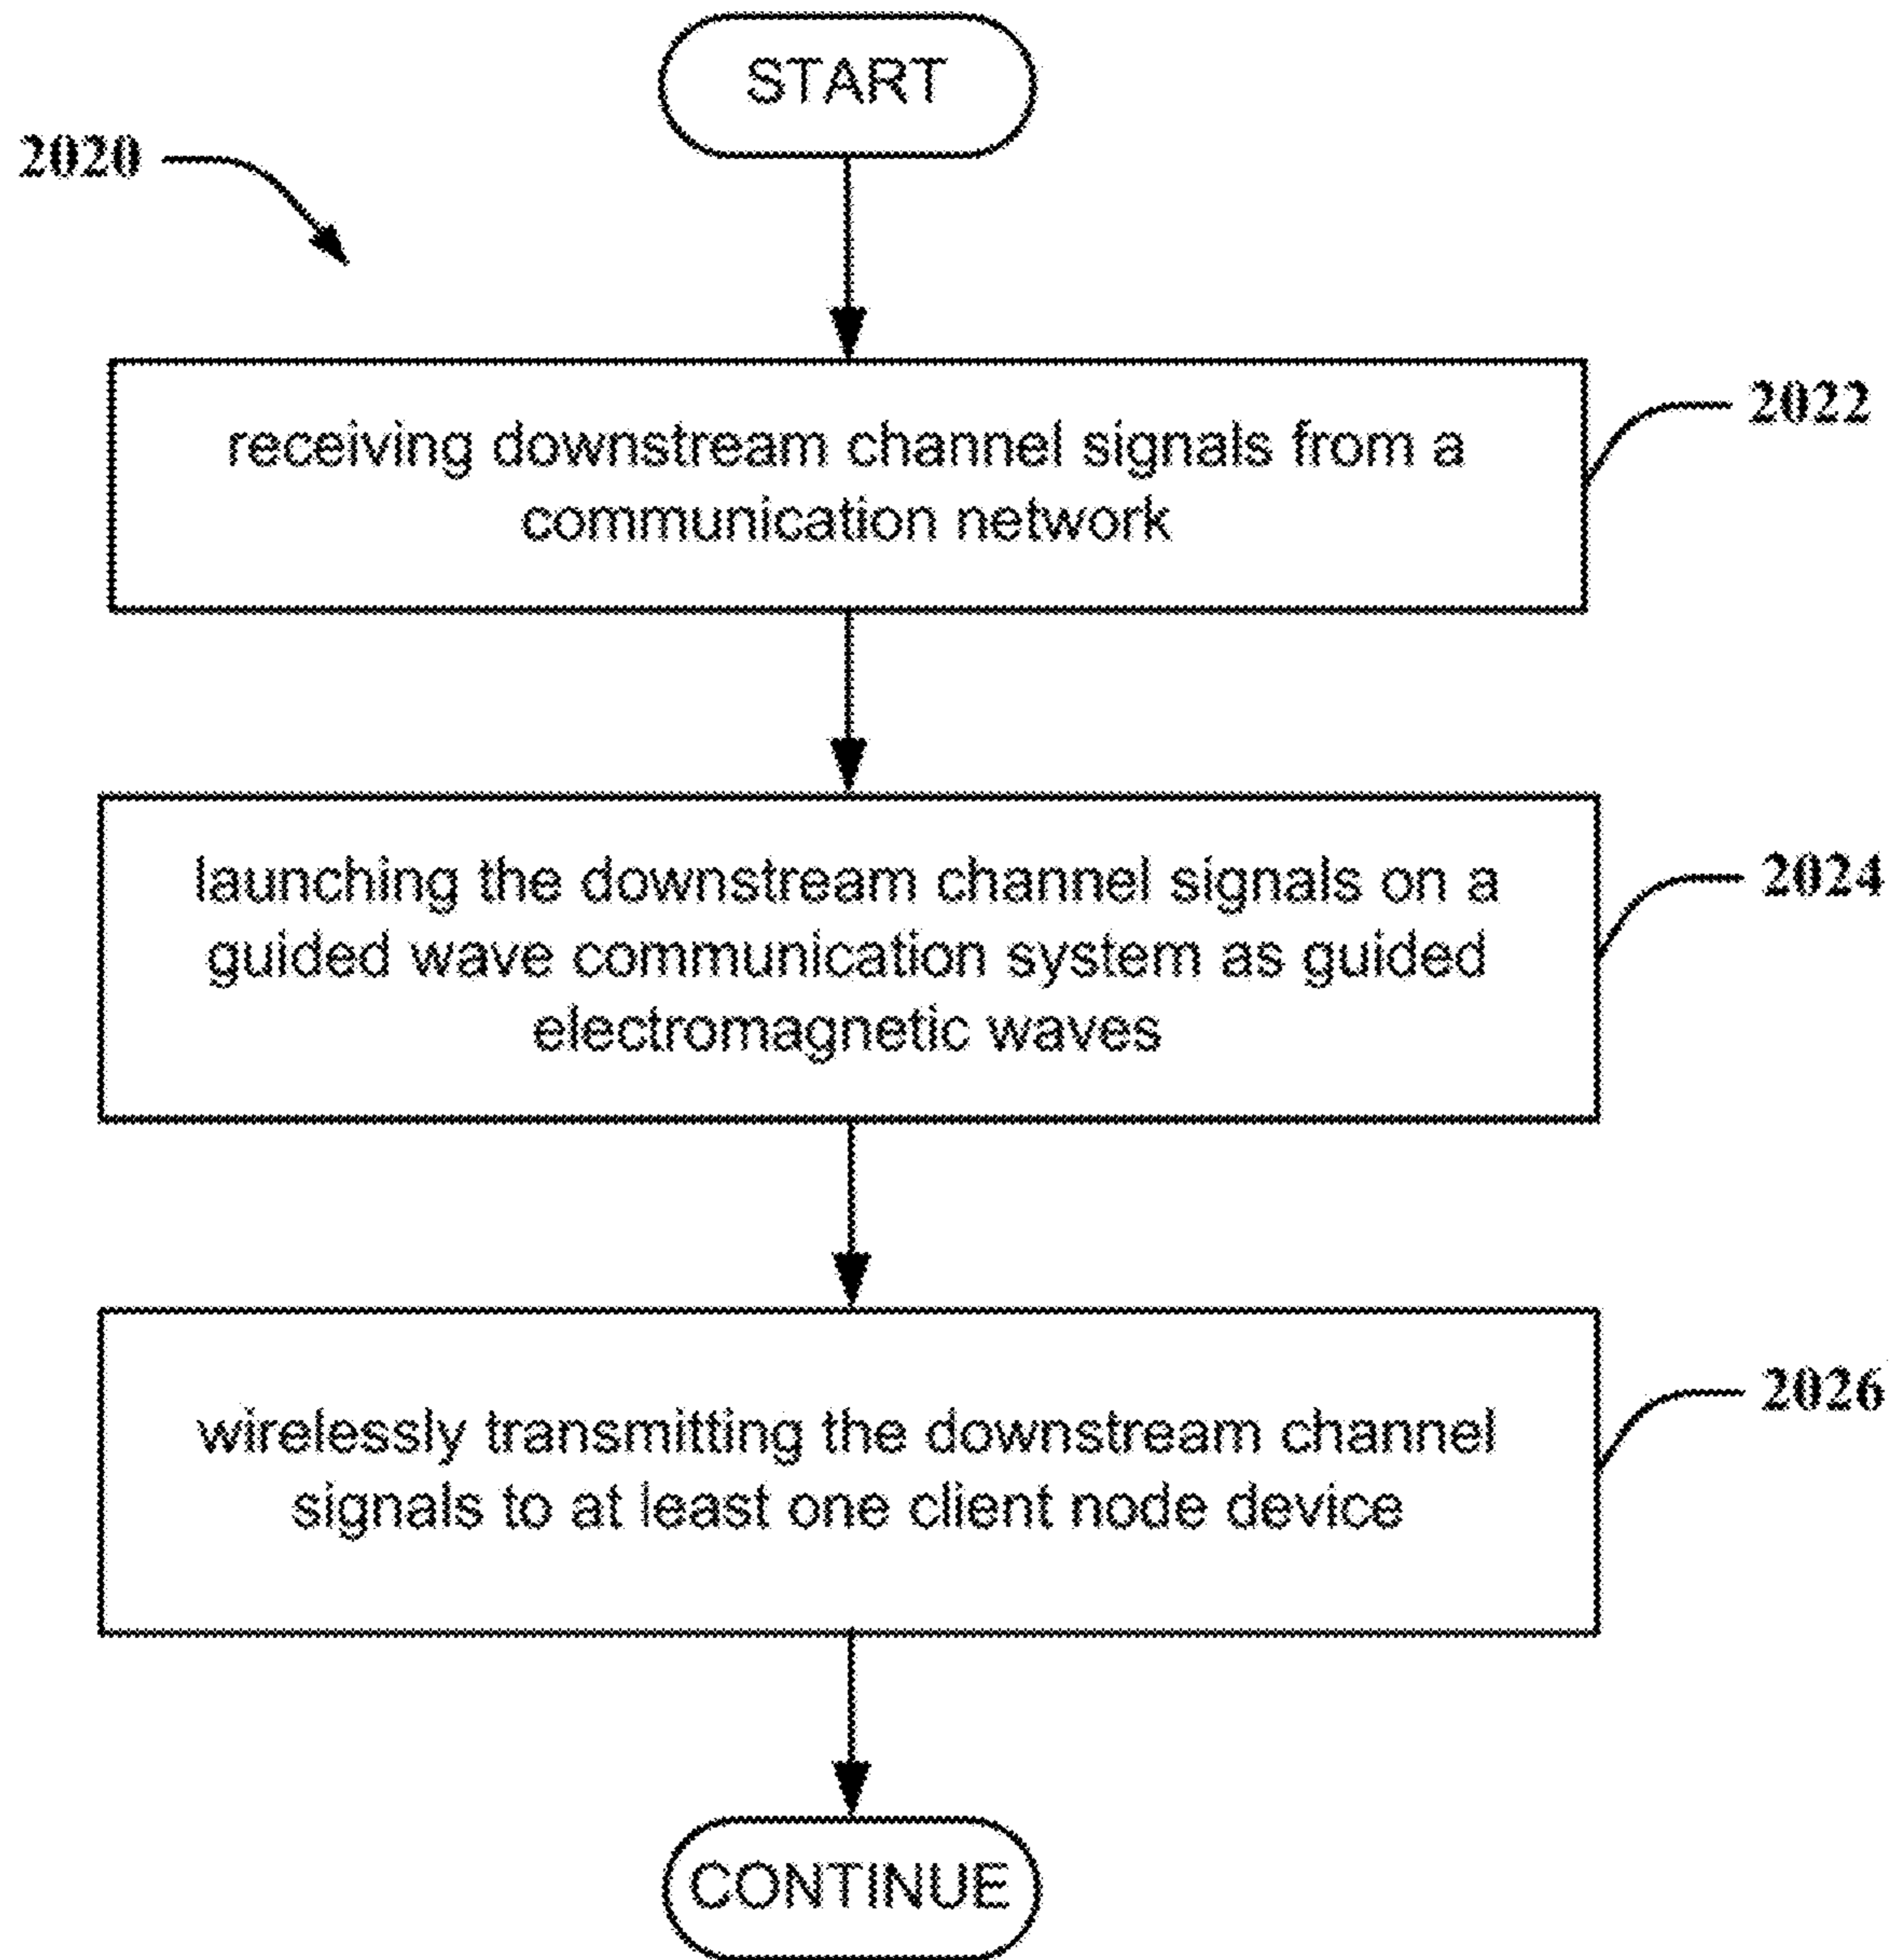 START
2020
2022
receiving downstream channel signals from a
communication network
2024
launching the downstream channel signals on a
guided wave communication system as guided
electromagnetic waves
2026
wirelessly transmitting the downstream channel
signals to at least one client node device
CONTINUE